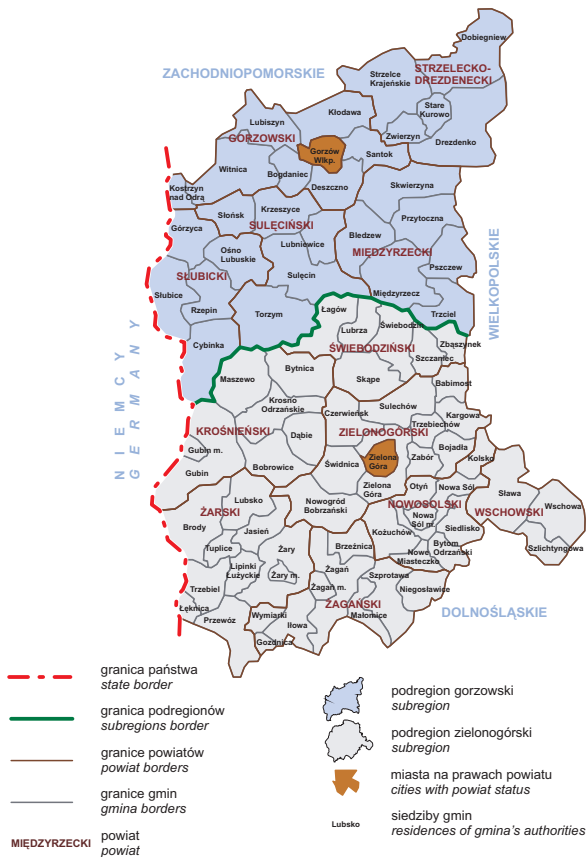 Dobiegniew
ZACHODNIOPOMORSKIE
STRZELECKO-
DREZDENECKI
Strzelce
Krajeńskie
Kłodawa
Stare
Kurowo
Lubiszyn
GORZOWSKI
Zwierzyn
Drezdenko
Gorzów
Wlkp.
Santok
Witnica
Bogdaniec
Deszczno
Kostrzyn
nad Odrą
Skwierzyna
Słońsk
Krzeszyce
Górzyca
SULĘCIŃSKI
Przytoczna
Ośno
Lubuskie
Lubniewice
Bledzew
MIĘDZYRZECKI
SŁUBICKI
Sulęcin
Pszczew
Słubice
Międzyrzecz
Rzepin
Torzym
Łagów
Trzciel
WIELKOPOLSKIE
Świebodzin
Lubrza
Cybinka
Zbąszynek
ŚWIEBODZIŃSKI
Szczaniec
Bytnica
Maszewo
Skąpe
Babimost
Krosno
Odrzańskie
Czerwieńsk
Sulechów
Kargowa
Trzebiechów
KROŚNIEŃSKI
Dąbie
ZIELONOGÓRSKI
Gubin m.
Bojadła
Zielona
Góra
Zabór
Kolsko
Gubin
Bobrowice
Świdnica
NIEMCY
GERMANY
Zielona
Góra
Otyń
Nowa Sól
Sława
ŻARSKI
Lubsko
Nowogród
Bobrzański
NOWOSOLSKI
WSCHOWSKI
Wschowa
Brody
Jasień
Kożuchów
Nowa
Sól m.
Siedlisko
Szlichtyngowa
Tuplice
Żary
Brzeźnica
Nowe
Miasteczko
Bytom
Odrzański
Lipinki
Łużyckie
Żary m.
Żagań
Szprotawa
Trzebiel
Żagań m.
Niegosławice
Łęknica
Wymiarki
ŻAGAŃSKI
Przewóz
Iłowa
Małomice
DOLNOŚLĄSKIE
Gozdnica
granica państwa
state border
granica podregionów
subregions border
granice powiatów
powiat borders
granice gmin
gmina borders
MIĘDZYRZECKI
powiat
powiat
podregion gorzowski
subregion
podregion zielonogórski
subregion
miasta na prawach powiatu
cities with powiat status
Lubsko
siedziby gmin
residences of gmina's authorities